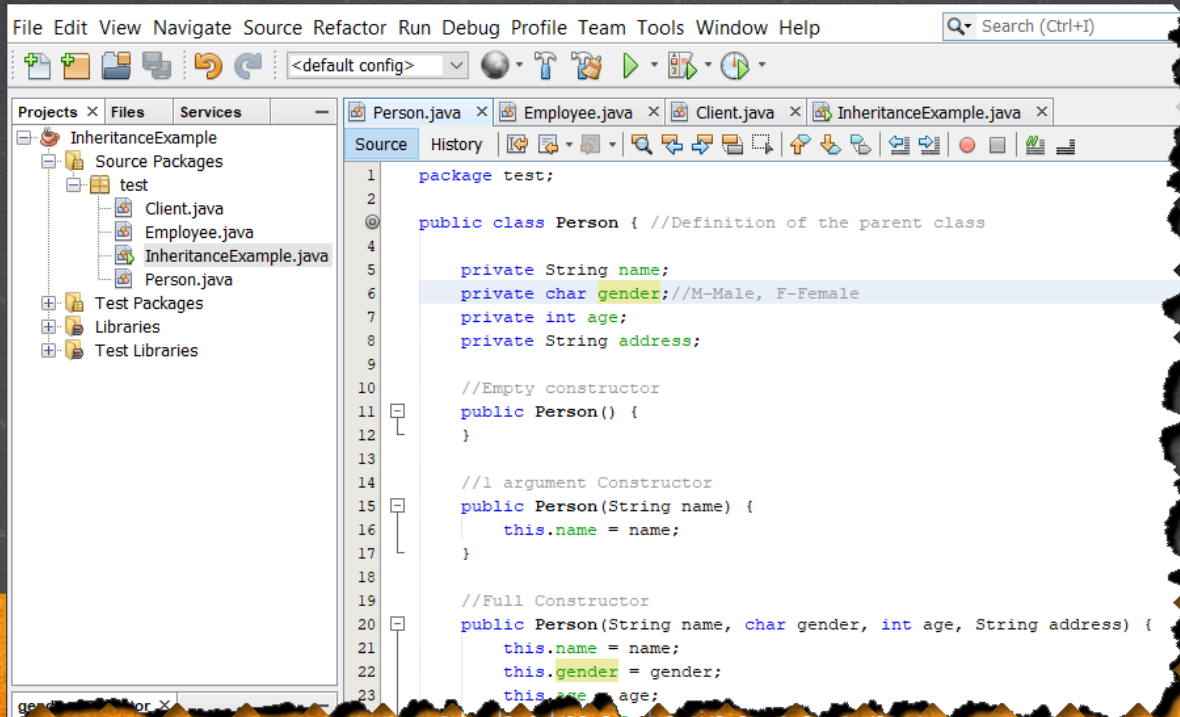 File Edit View Navigate Source Refactor Run Debug Profile Team Tools Window Help Search (Ctrl+I)
<default config>
Projects Files Services
InheritanceExample
Source Packages
test
Client.java
Employee.java
InheritanceExample.java
Person.java
Test Packages
Libraries
Test Libraries
Person.java Employee.java Client.java InheritanceExample.java
Source History
1 package test;
2
public class Person { //Definition of the parent class
4
5 private String name;
6 private char gender;//M-Male, F-Female
7 private int age;
8 private String address;
9
10 //Empty constructor
11 public Person() {
12 }
13
14 //1 argument Constructor
15 public Person(String name) {
16 this.name = name;
17 }
18
19 //Full Constructor
20 public Person(String name, char gender, int age, String address) {
21 this.name = name;
22 this.gender = gender;
23 this.age = age;